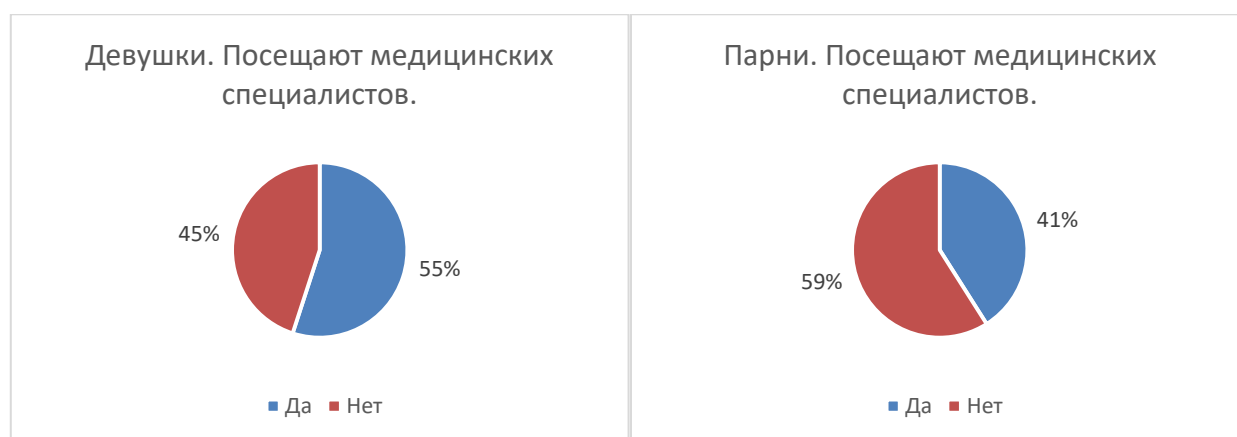 Девушки. Посещают медицинских
специалистов.
45%
55%
Да Нет
Парни. Посещают медицинских
специалистов.
41%
59%
Да Нет